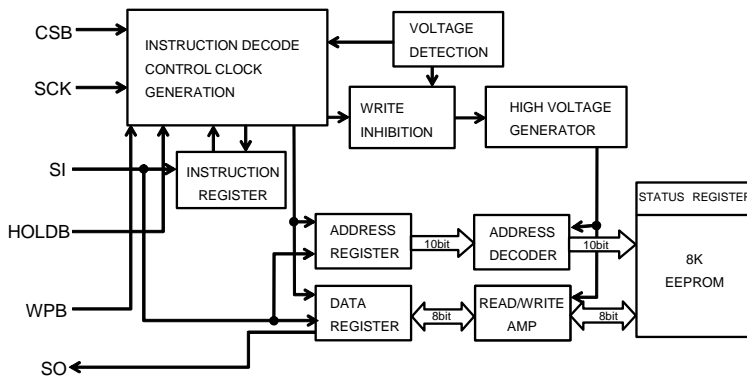 CSB
INSTRUCTION DECODE
CONTROL CLOCK
GENERATION
VOLTAGE
DETECTION
SCK
WRITE
INHIBITION
HIGH VOLTAGE
GENERATOR
SI
INSTRUCTION
REGISTER
STATUS REGISTER
HOLDB
ADDRESS
REGISTER
10bit
ADDRESS
DECODER
10bit
8K
EEPROM
WPB
DATA
REGISTER
8bit
READ/WRITE
AMP
8bit
SO